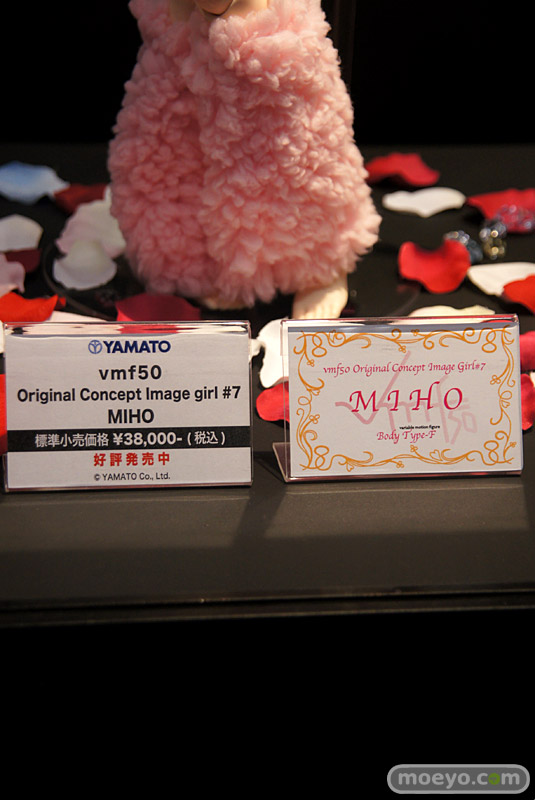 YAMATO
vmf50
Original Concept Image girl #7
MIHO
標準小売価格 ¥38,000-(税込)
好評発売中
© YAMATO Co., Ltd.
vmf50 Original Concept Image Girl#7
MIHO
variable motion figure
Body Type-F
moeyo.com